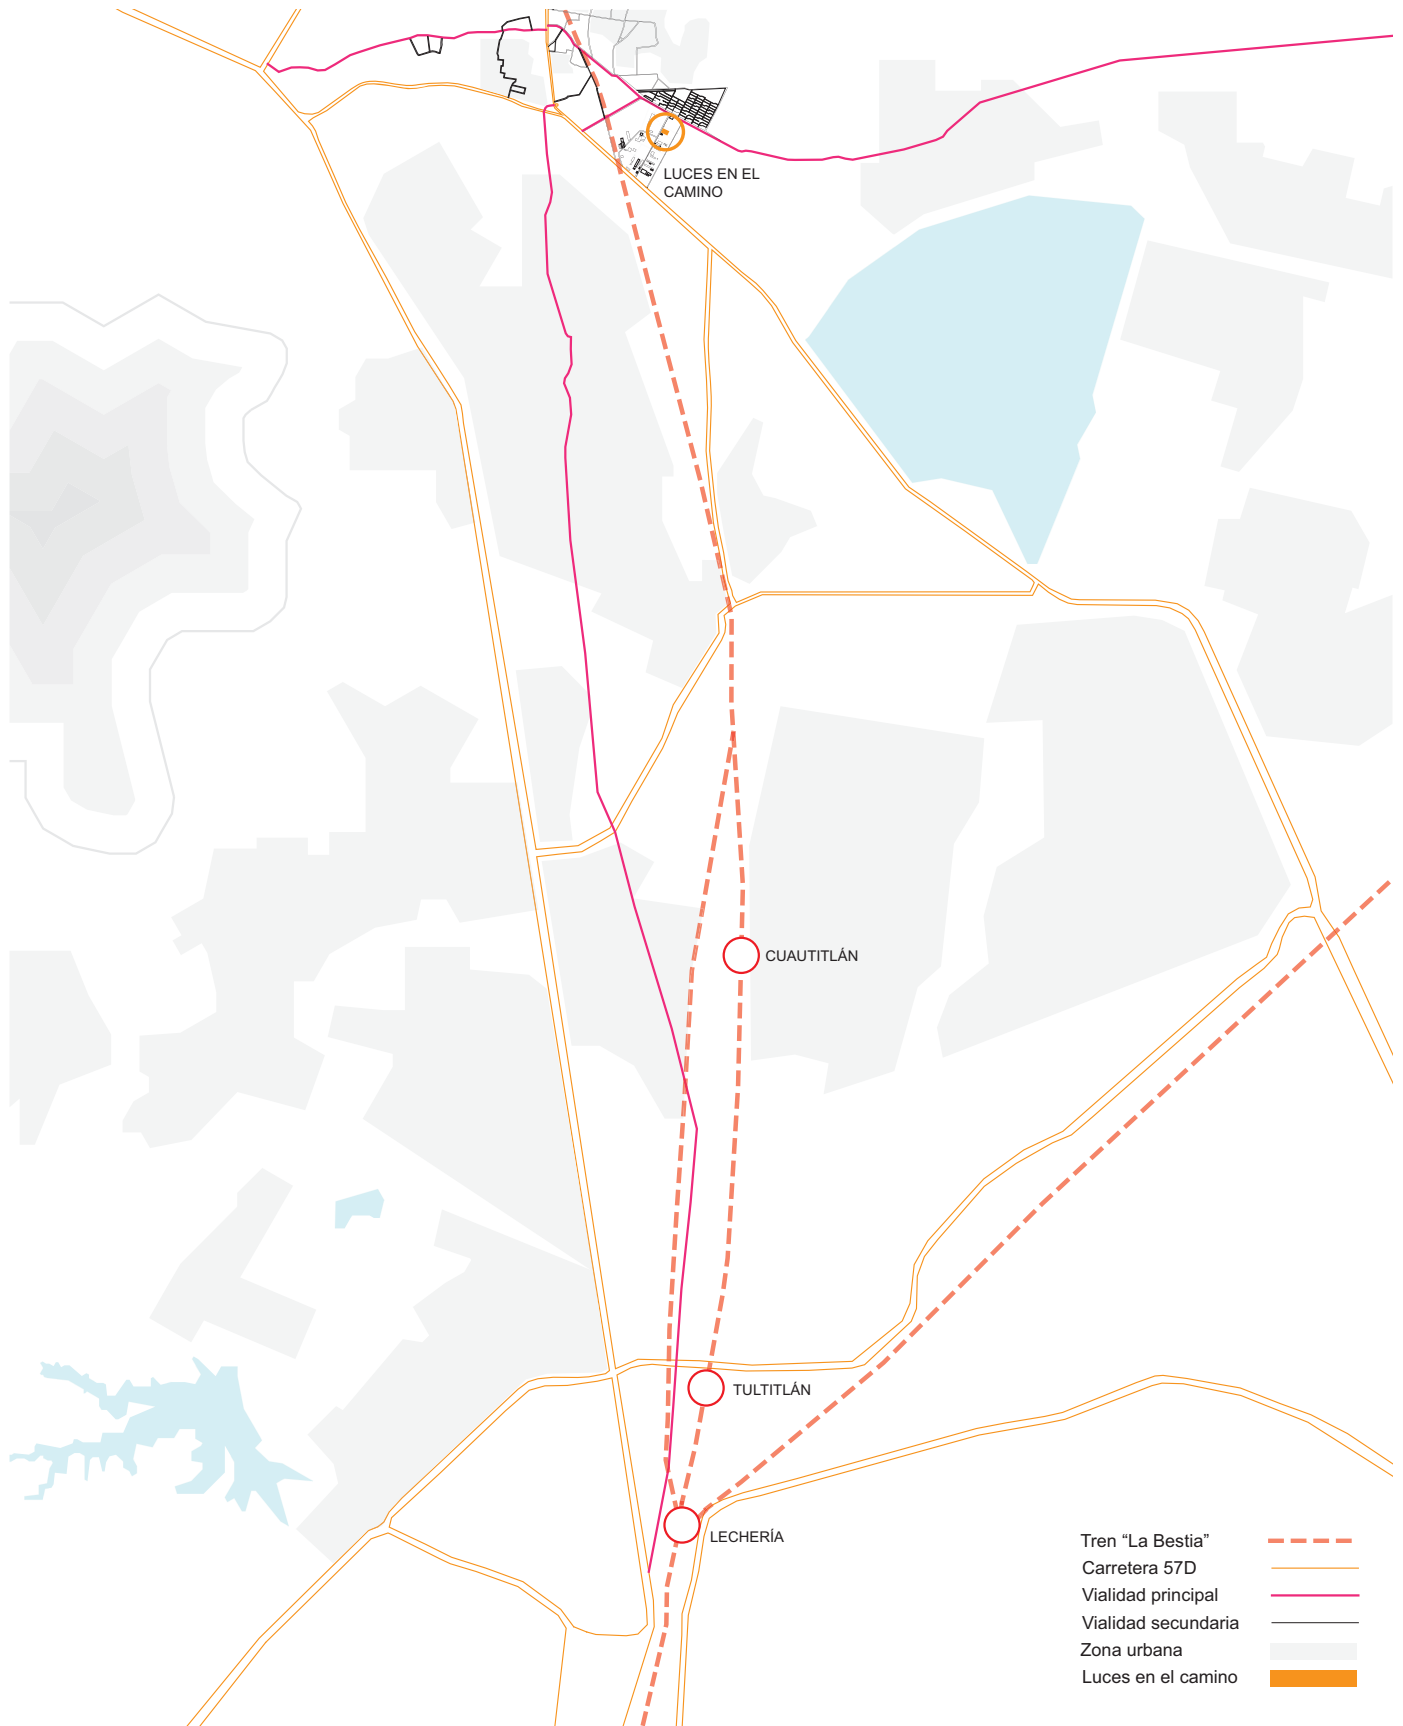 LUCES EN EL
CAMINO
CUAUTITLÁN
TULTITLÁN
LECHERÍA
Tren “La Bestia”
Carretera 57D
Vialidad principal
Vialidad secundaria
Zona urbana
Luces en el camino